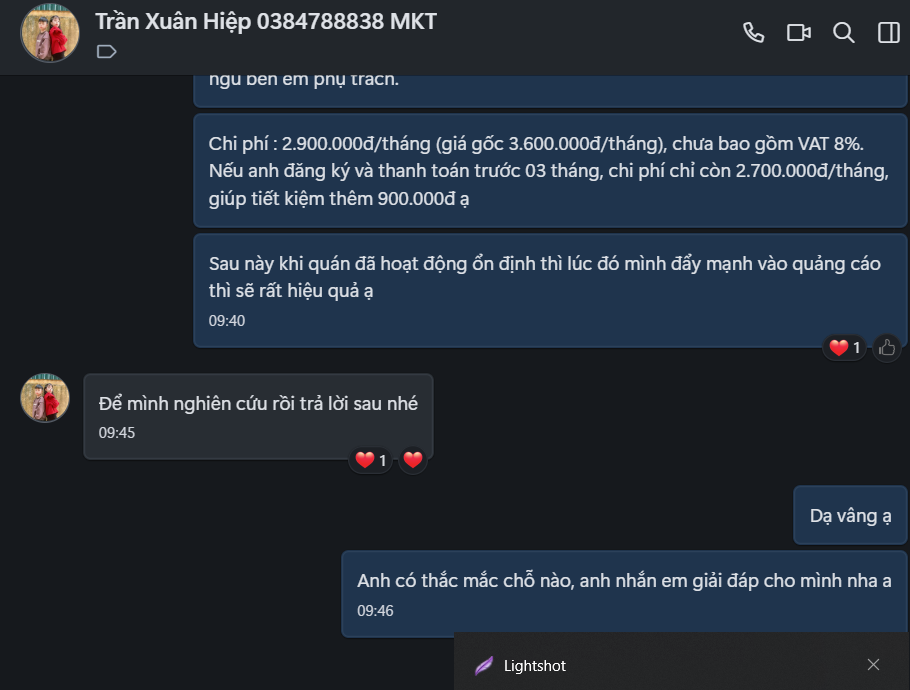 Trần Xuân Hiệp 0384788838 MKT
ngũ bên em phụ trách.
Chi phí : 2.900.000đ/tháng (giá gốc 3.600.000đ/tháng), chưa bao gồm VAT 8%.
Nếu anh đăng ký và thanh toán trước 03 tháng, chi phí chỉ còn 2.700.000đ/tháng,
giúp tiết kiệm thêm 900.000đ ạ
Sau này khi quán đã hoạt động ổn định thì lúc đó mình đẩy mạnh vào quảng cáo
thì sẽ rất hiệu quả ạ
09:40
1
Để mình nghiên cứu rồi trả lời sau nhé
09:45
1
Dạ vâng ạ
Anh có thắc mắc chỗ nào, anh nhắn em giải đáp cho mình nha a
09:46
Lightshot